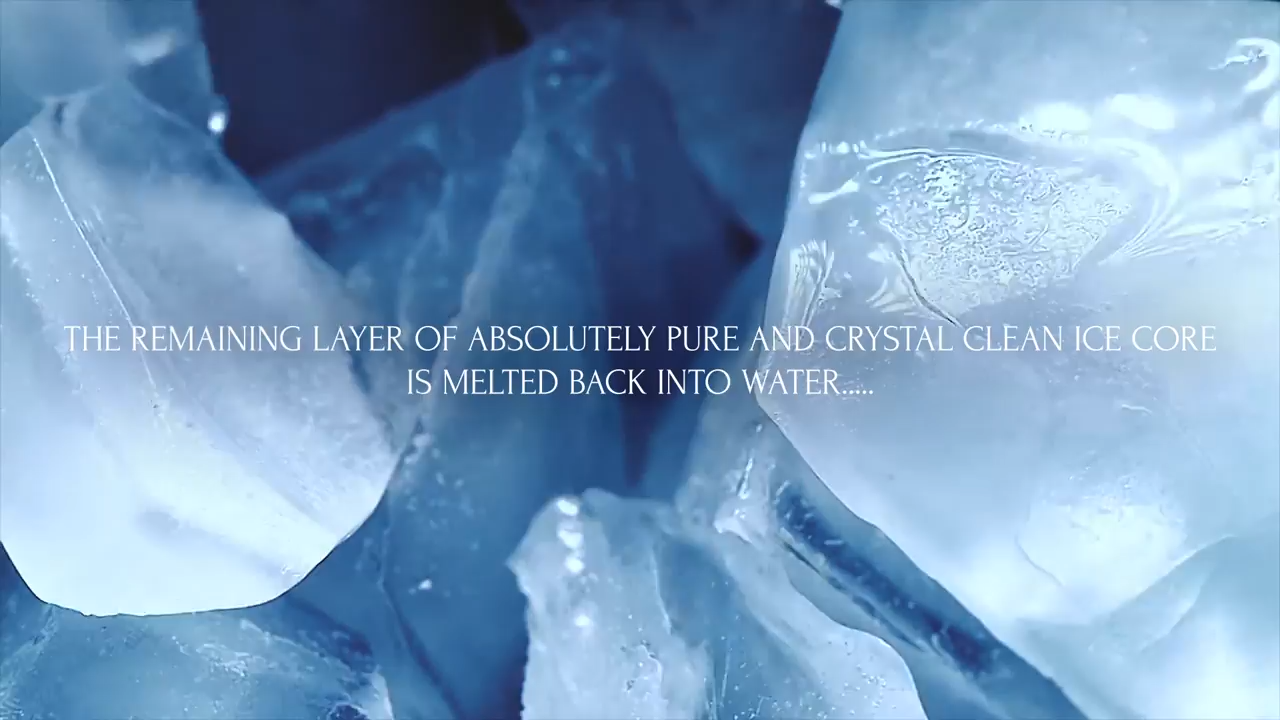 THE REMAINING LAYER OF ABSOLUTELY PURE AND CRYSTAL CLEAN ICE CORE
IS MELTED BACK INTO WATER.....